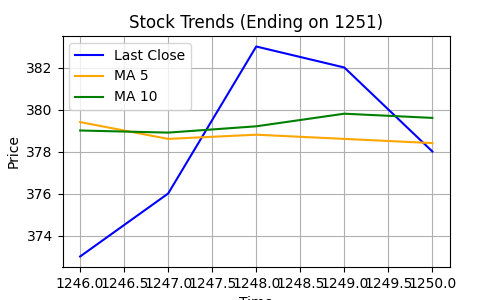 Stock Trends (Ending on 1251)
Last Close
MA 5
MA 10
382
380
378
376
374
Price
1246.0 1246.5 1247.0 1247.5 1248.0 1248.5 1249.0 1249.5 1250.0
Time